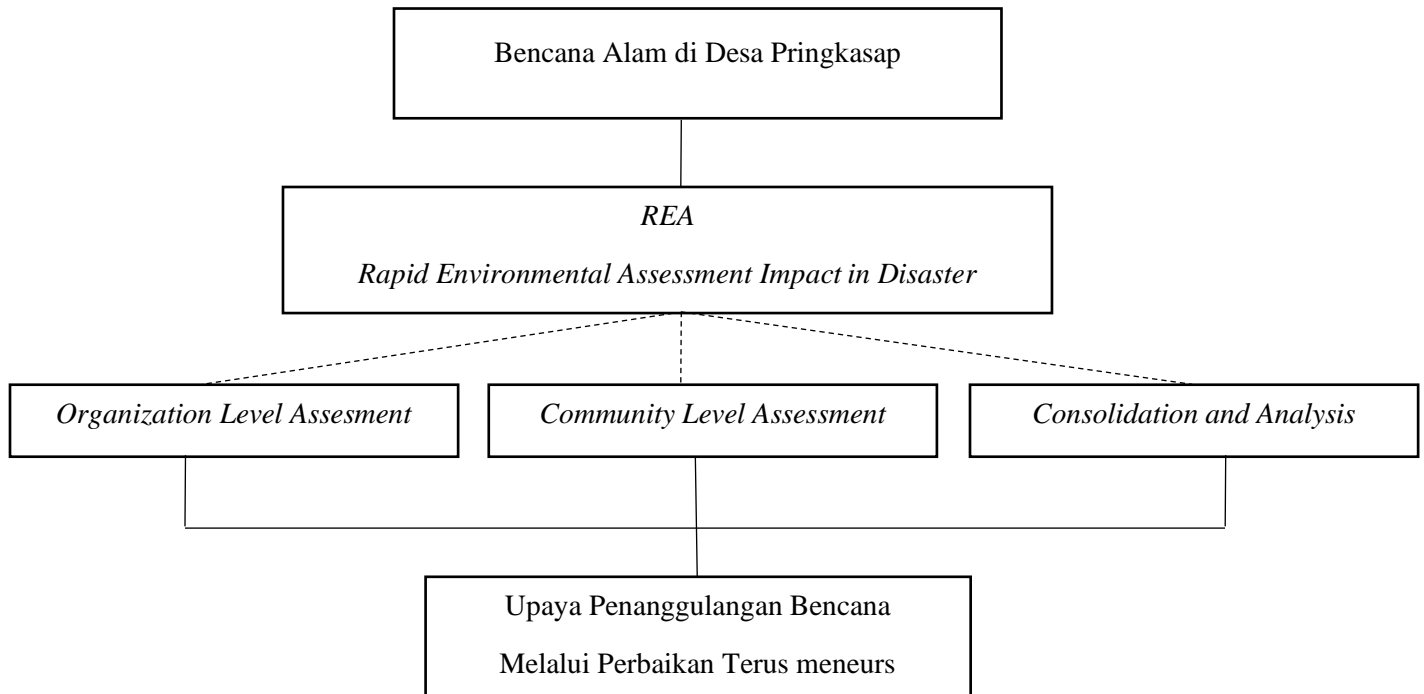 Bencana Alam di Desa Pringkasap
REA
Rapid Environmental Assessment Impact in Disaster
Organization Level Assesment
Community Level Assessment
Consolidation and Analysis
Upaya Penanggulangan Bencana
Melalui Perbaikan Terus meneurs